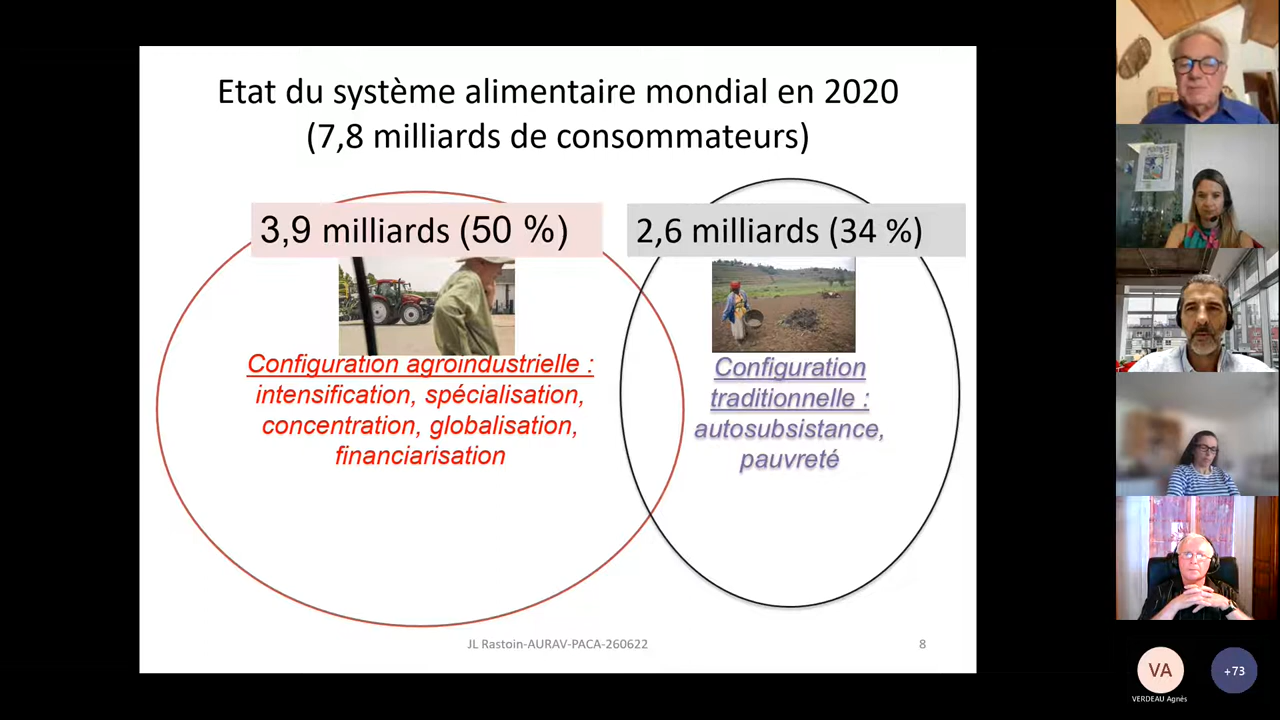 Etat du système alimentaire mondial en 2020
(7,8 milliards de consommateurs)
3,9 milliards (50 %)
2,6 milliards (34 %)
Configuration agroindustrielle :
intensification, spécialisation,
concentration, globalisation,
financiarisation
Configuration
traditionnelle :
autosubsistance,
pauvreté
JL Rastoin-AURAV-PACA-260622
8
VA
VERDEAU Agnès
+73